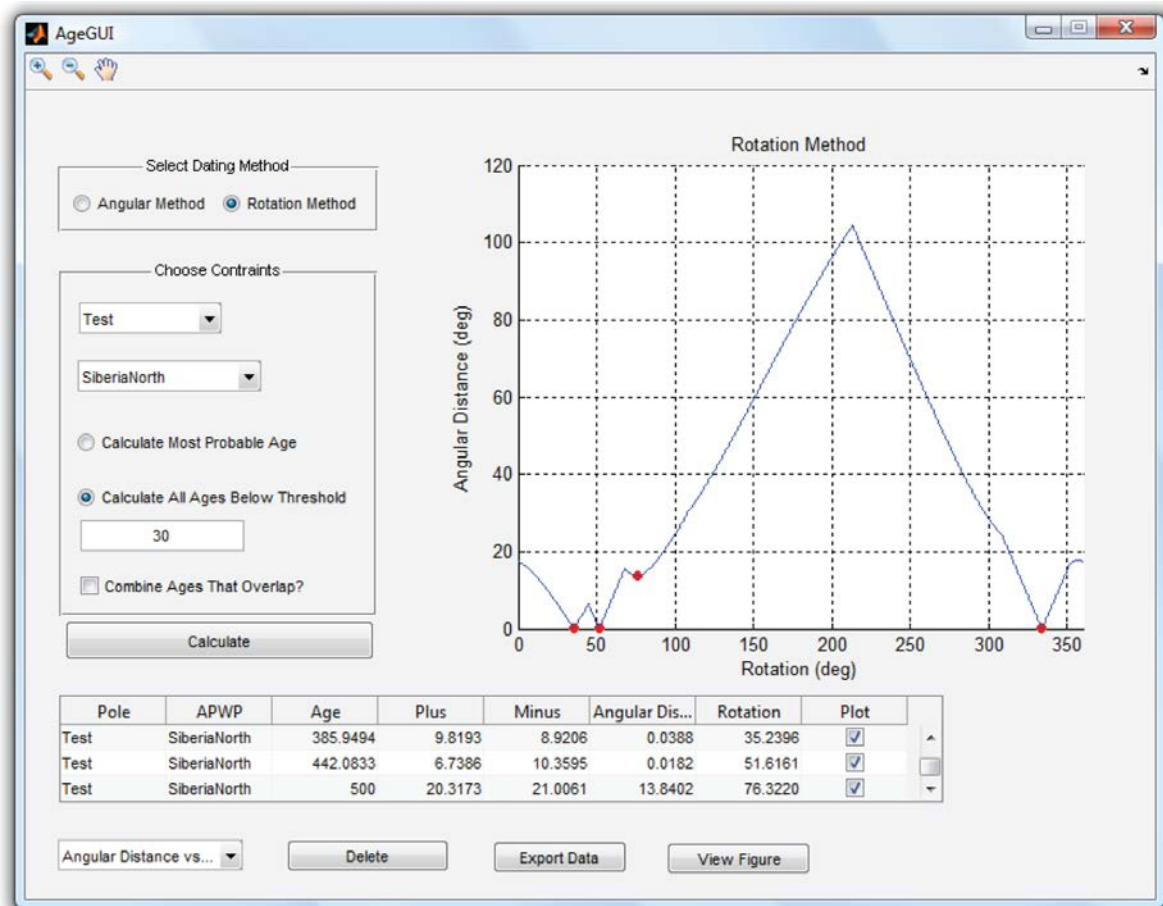 AgeGUI
Select Dating Method
Angular Method Rotation Method
Choose Contraints
Test
SiberiaNorth
Calculate Most Probable Age
Calculate All Ages Below Threshold
30
Combine Ages That Overlap?
Calculate
Rotation Method
120
100
80
60
40
20
0
Angular Distance (deg)
0 50 100 150 200 250 300 350
Rotation (deg)
Pole APWP Age Plus Minus Angular Dis... Rotation Plot
Test SiberiaNorth 385.9494 9.8193 8.9206 0.0388 35.2396
Test SiberiaNorth 442.0833 6.7386 10.3595 0.0182 51.6161
Test SiberiaNorth 500 20.3173 21.0061 13.8402 76.3220
Angular Distance vs... Delete Export Data View Figure